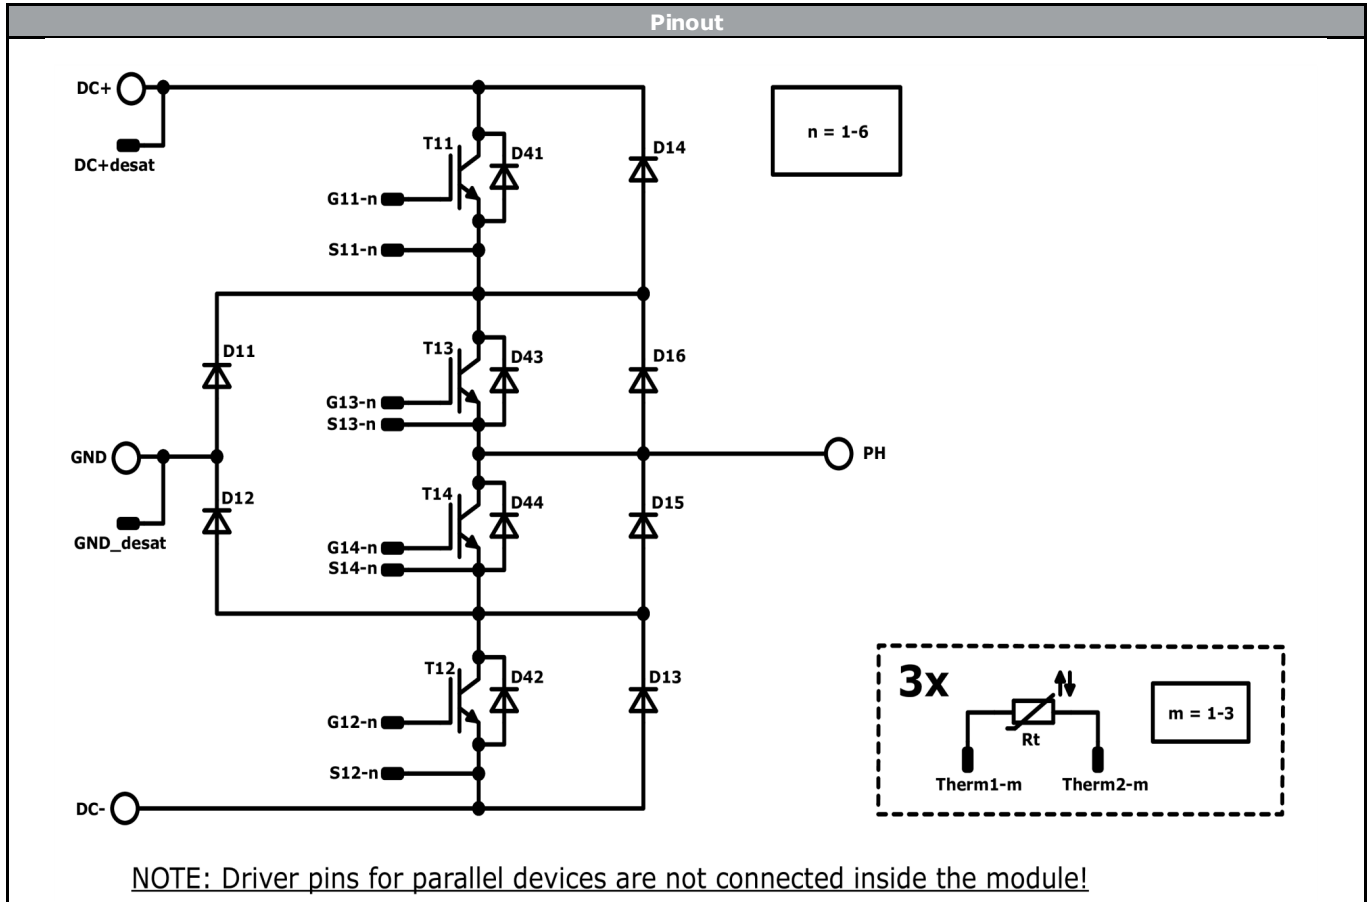 Pinout
DC+
DC+desat
T11
D41
D14
n = 1-6
G11-n
S11-n
D11
T13
D43
D16
G13-n
S13-n
GND
PH
GND_desat
D12
T14
D44
D15
G14-n
S14-n
T12
D42
D13
G12-n
S12-n
DC-
3x
Rt
m = 1-3
Therm1-m
Therm2-m
NOTE: Driver pins for parallel devices are not connected inside the module!